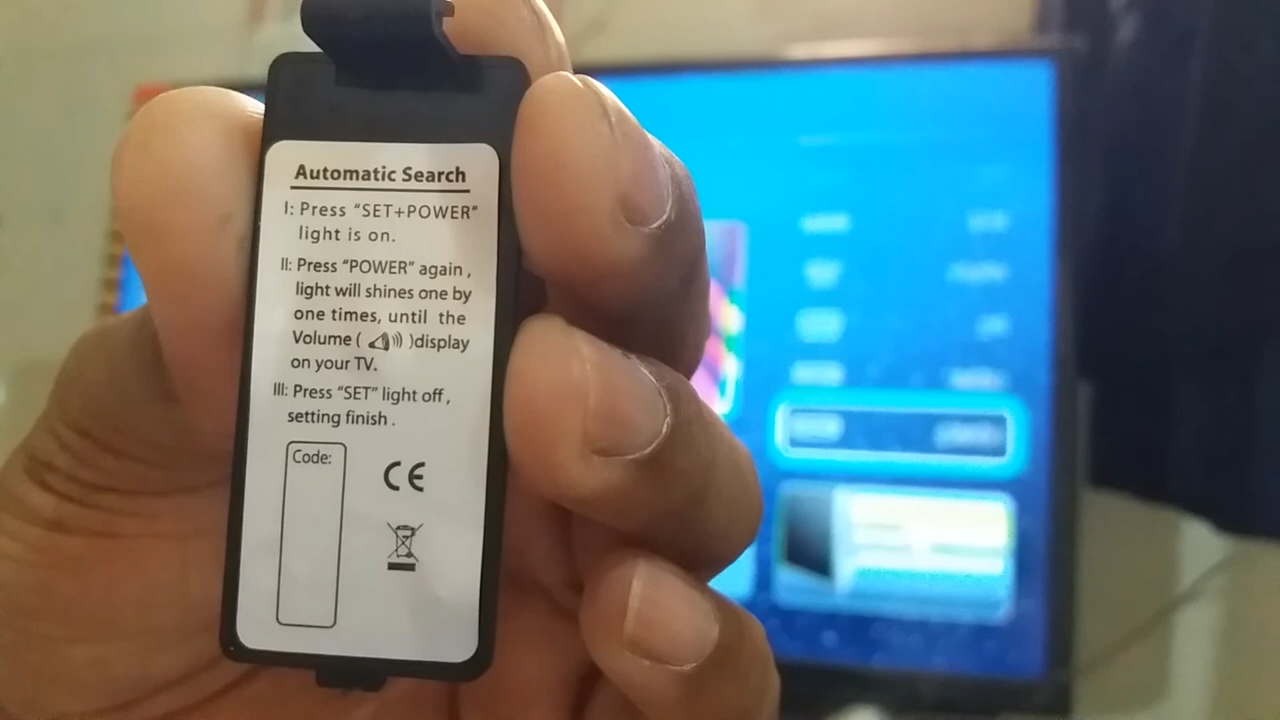 Automatic Search
I: Press "SET+POWER"
light is on.
II: Press "POWER" again,
light will shines one by
one times, until the
Volume ( )display
on your TV.
III: Press "SET" light off,
setting finish.
Code:
CE